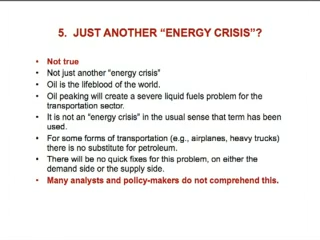 5. JUST ANOTHER “ENERGY CRISIS”?
• Not true
• Not just another “energy crisis”
• Oil is the lifeblood of the world.
• Oil peaking will create a severe liquid fuels problem for the
transportation sector.
• It is not an “energy crisis” in the usual sense that term has been
used.
• For some forms of transportation (e.g., airplanes, heavy trucks)
there is no substitute for petroleum.
• There will be no quick fixes for this problem, on either the
demand side or the supply side.
• Many analysts and policy-makers do not comprehend this.